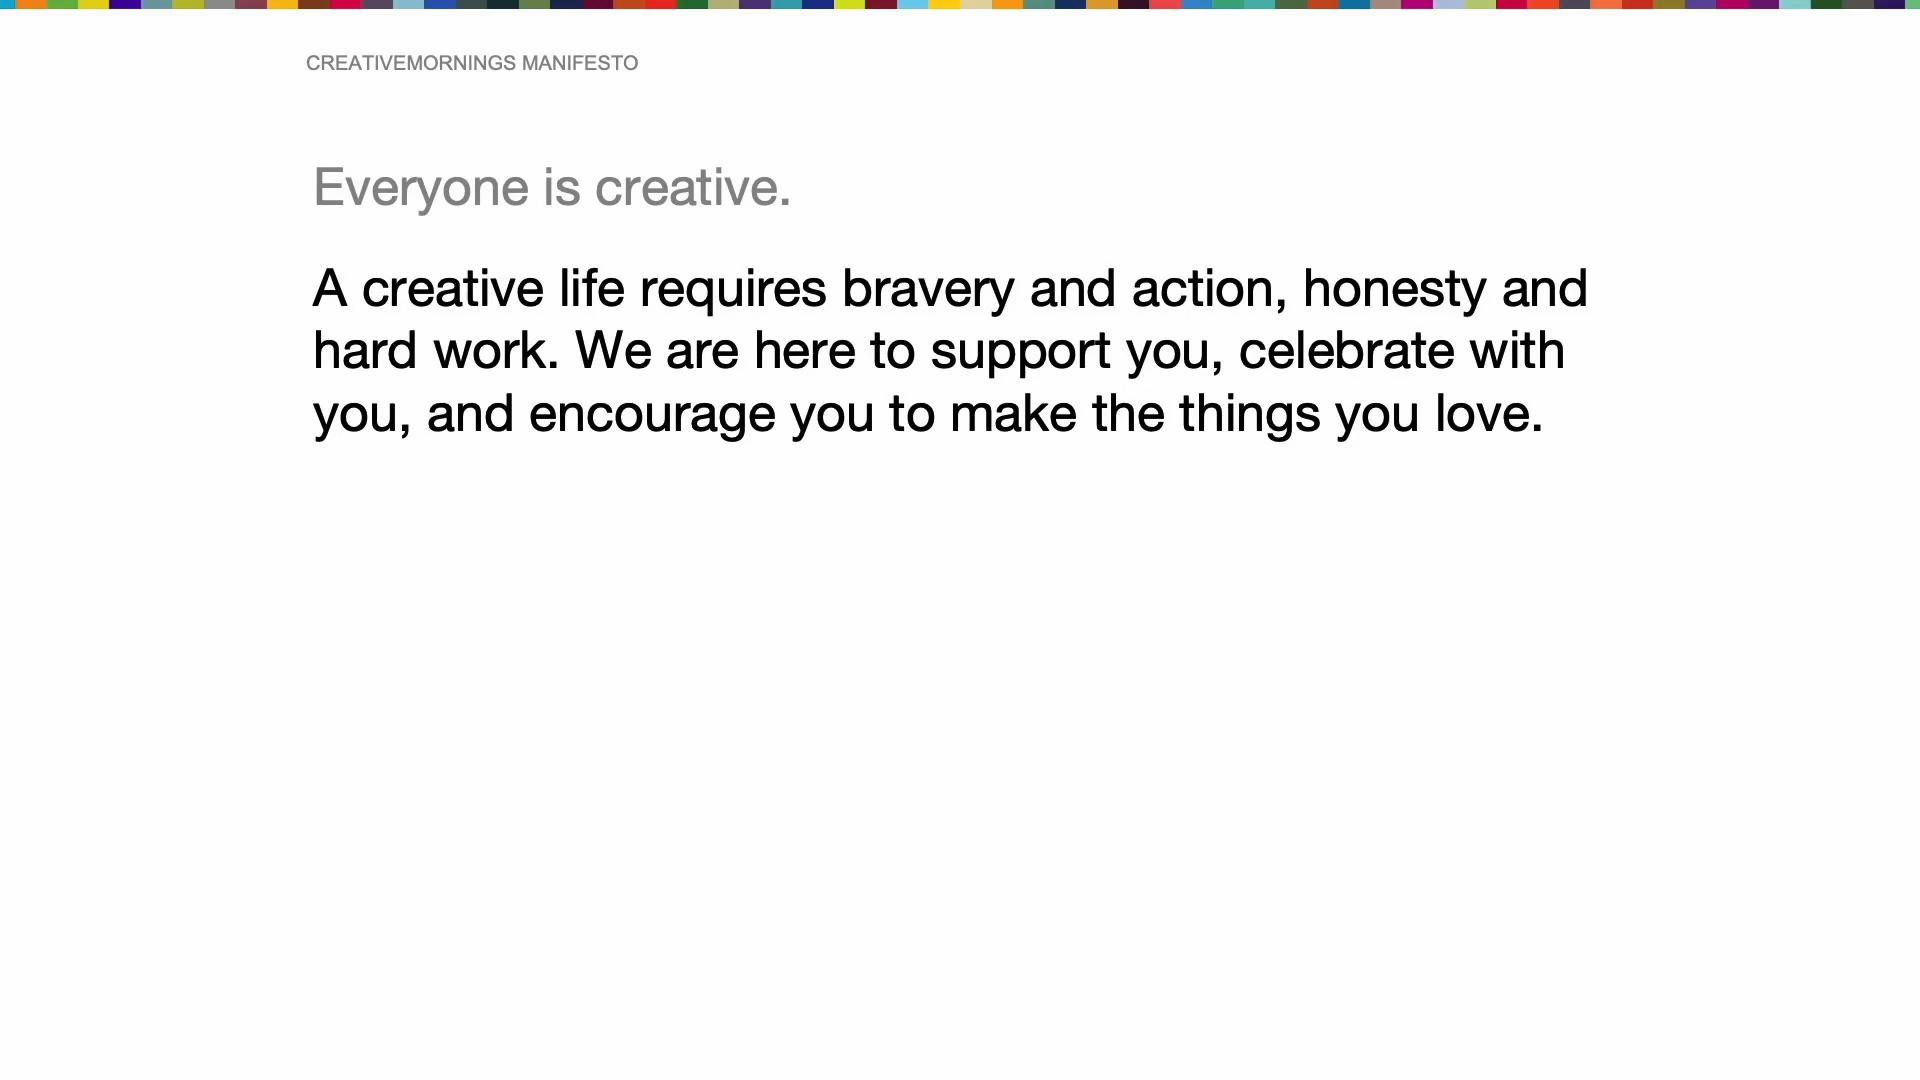 CREATIVEMORNINGS MANIFESTO
Everyone is creative.
A creative life requires bravery and action, honesty and
hard work. We are here to support you, celebrate with
you, and encourage you to make the things you love.